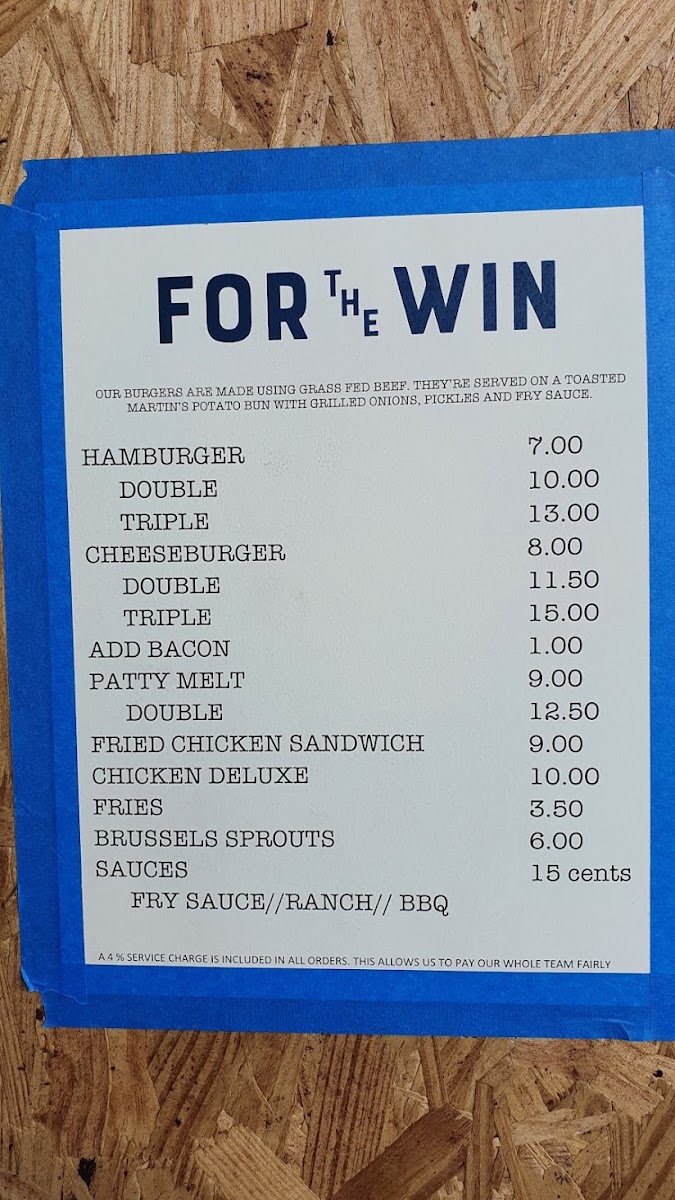 FOR THE WIN
OUR BURGERS ARE MADE USING GRASS FED BEEF. THEY'RE SERVED ON A TOASTED
MARTIN'S POTATO BUN WITH GRILLED ONIONS, PICKLES AND FRY SAUCE.
HAMBURGER 7.00
DOUBLE 10.00
TRIPLE 13.00
CHEESEBURGER 8.00
DOUBLE 11.50
TRIPLE 15.00
ADD BACON 1.00
PATTY MELT 9.00
DOUBLE 12.50
FRIED CHICKEN SANDWICH 9.00
CHICKEN DELUXE 10.00
FRIES 3.50
BRUSSELS SPROUTS 6.00
SAUCES 15 cents
FRY SAUCE//RANCH// BBQ
A 4 % SERVICE CHARGE IS INCLUDED IN ALL ORDERS. THIS ALLOWS US TO PAY OUR WHOLE TEAM FAIRLY